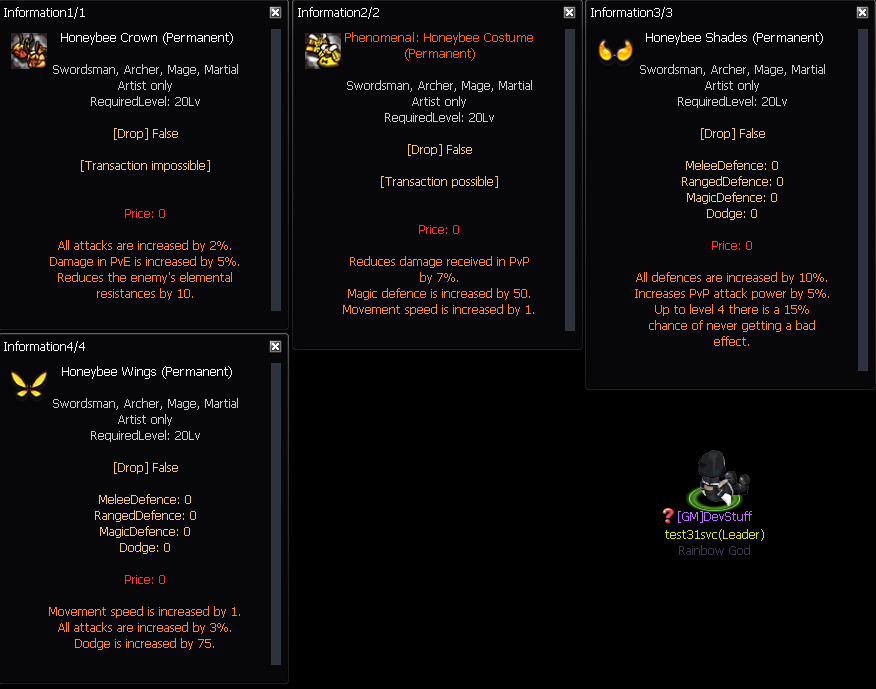 Information1/1
Honeybee Crown (Permanent)
Swordsman, Archer, Mage, Martial
Artist only
RequiredLevel: 20Lv
[Drop] False
[Transaction impossible]
Price: 0
All attacks are increased by 2%.
Damage in PvE is increased by 5%.
Reduces the enemy's elemental
resistances by 10.
Information2/2
Phenomenal: Honeybee Costume
(Permanent)
Swordsman, Archer, Mage, Martial
Artist only
RequiredLevel: 20Lv
[Drop] False
[Transaction possible]
Price: 0
Reduces damage received in PvP
by 7%.
Magic defence is increased by 50.
Movement speed is increased by 1.
Information3/3
Honeybee Shades (Permanent)
Swordsman, Archer, Mage, Martial
Artist only
RequiredLevel: 20Lv
[Drop] False
MeleeDefence: 0
RangedDefence: 0
MagicDefence: 0
Dodge: 0
Price: 0
All defences are increased by 10%.
Increases PvP attack power by 5%.
Up to level 4 there is a 15%
chance of never getting a bad
effect.
Information4/4
Honeybee Wings (Permanent)
Swordsman, Archer, Mage, Martial
Artist only
RequiredLevel: 20Lv
[Drop] False
MeleeDefence: 0
RangedDefence: 0
MagicDefence: 0
Dodge: 0
Price: 0
Movement speed is increased by 1.
All attacks are increased by 3%.
Dodge is increased by 75.
?[GM]DevStuff
test31svc(Leader)
Rainbow God